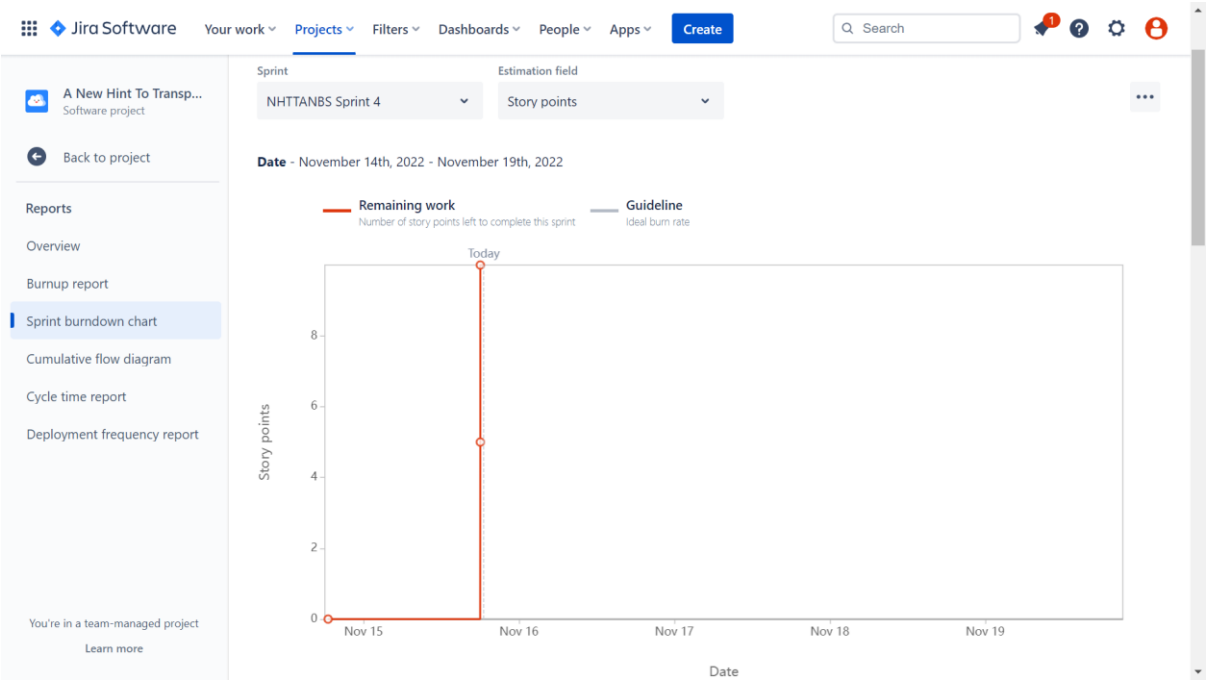 Jira Software Your work Projects Filters Dashboards People Apps Create Search 1
A New Hint To Transp...
Software project
Back to project
Reports
Overview
Burnup report
Sprint burndown chart
Cumulative flow diagram
Cycle time report
Deployment frequency report
You're in a team-managed project
Learn more
Sprint Estimation field
NHTTANBS Sprint 4 Story points
Date - November 14th, 2022 - November 19th, 2022
Remaining work Guideline
Number of story points left to complete this sprint Ideal burn rate
Today
8
6
4
2
0
Story points
Nov 15 Nov 16 Nov 17 Nov 18 Nov 19
Date